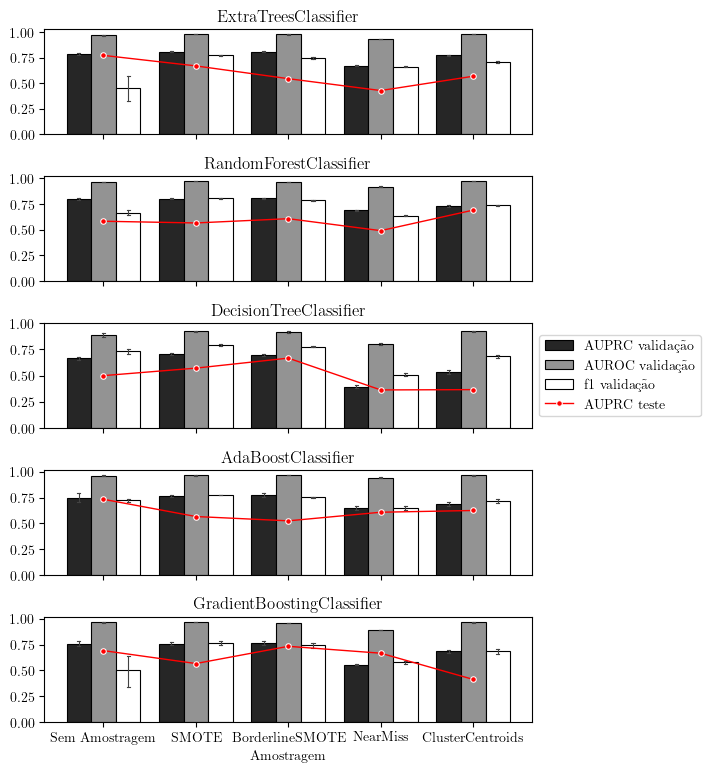 ExtraTreesClassifier
1.00
0.75
0.50
0.25
0.00
RandomForestClassifier
1.00
0.75
0.50
0.25
0.00
DecisionTreeClassifier
1.00
0.75
0.50
0.25
0.00
AUPRC validação
AUROC validação
f1 validação
AUPRC teste
AdaBoostClassifier
1.00
0.75
0.50
0.25
0.00
GradientBoostingClassifier
1.00
0.75
0.50
0.25
0.00
Sem Amostragem SMOTE BorderlineSMOTE NearMiss ClusterCentroids
Amostragem